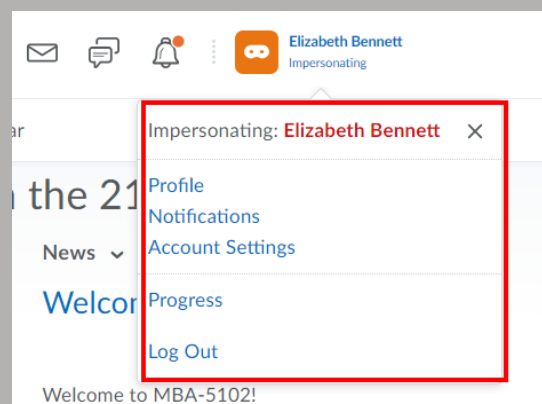 Elizabeth Bennett
Impersonating
ar
Impersonating: Elizabeth Bennett
the 21
Profile
Notifications
Account Settings
News
Welcor
Progress
Log Out
Welcome to MBA-5102!